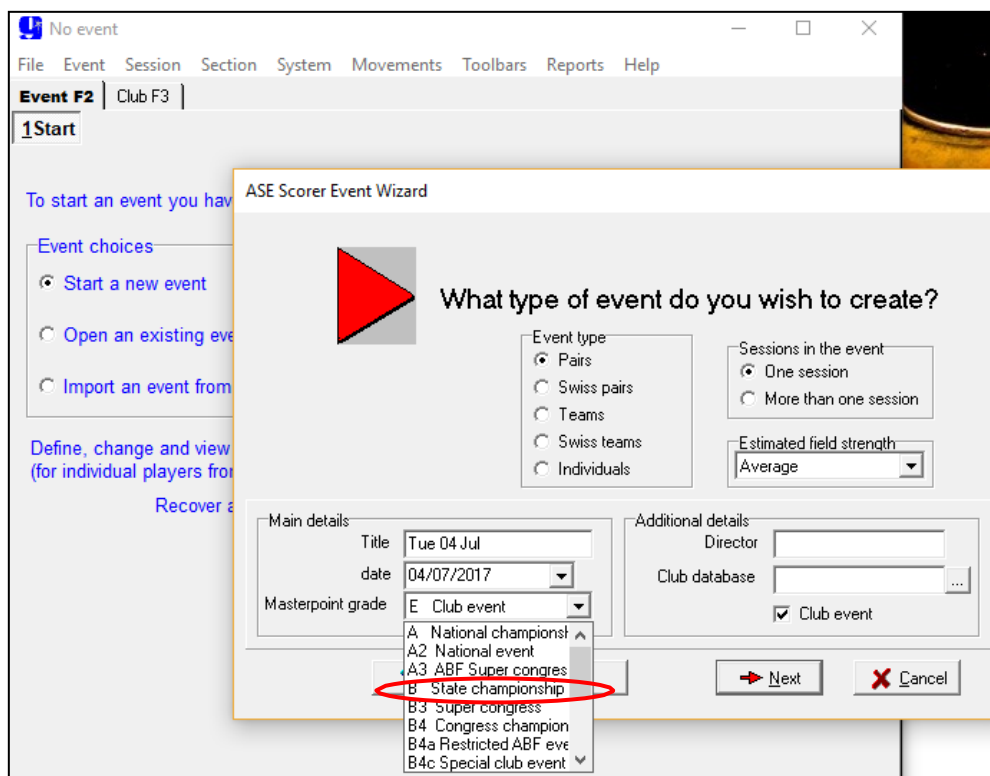 No event
File Event Session Section System Movements Toolbars Reports Help
Event F2 Club F3
1Start
To start an event you hav
Event choices
Start a new event
Open an existing eve
Import an event from
Define, change and view
(for individual players fror
Recover a
ASE Scorer Event Wizard
What type of event do you wish to create?
Event type
Pairs
Swiss pairs
Teams
Swiss teams
Individuals
Sessions in the event
One session
More than one session
Estimated field strength
Average
Main details
Title Tue 04 Jul
date 04/07/2017
Masterpoint grade E Club event
A National championsh
A2 National event
A3 ABF Super congres
B State championship
B3 Super congress
B4 Congress champion
B4a Restricted ABF eve
B4c Special club event
Additional details
Director
Club database ...
Club event
Next Cancel